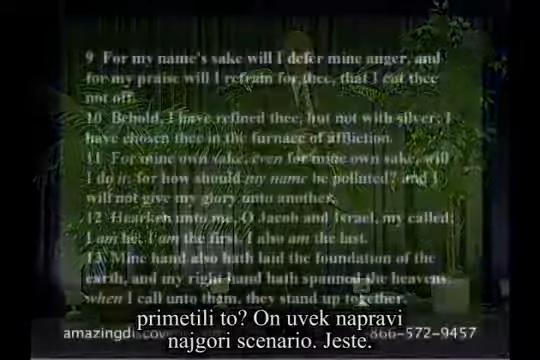 9 For my name's sake will I defer mine anger, and
for my praise will I refrain for thee, that I cut thee
not off.
10 Behold, I have refined thee, but not with silver; I
have chosen thee in the furnace of affliction.
11 For mine own sake, even for mine own sake, will
I do it: for how should my name be polluted? and I
will not give my glory unto another.
12 Hearken unto me, O Jacob and Israel, my called;
I am he; I am the first, I also am the last.
13 Mine hand also hath laid the foundation of the
earth, and my right hand hath spanned the heavens:
when I call unto them, they stand up together.
primetili to? On uvek napravi
najgori scenario. Jeste.
866-572-9457